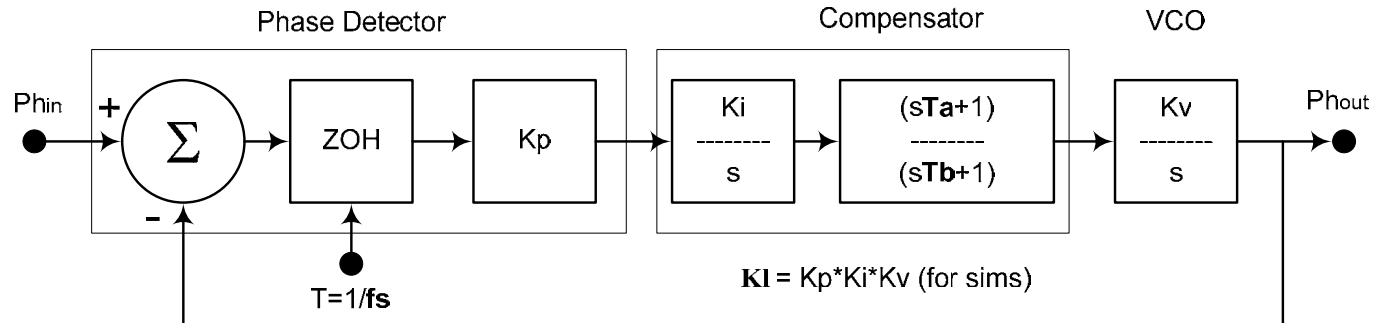 Phase Detector
Compensator
VCO
Phin
+
Σ
ZOH
Kp
Ki
--------
s
(sTa+1)
--------
(sTb+1)
Kv
--------
s
Phout
-
T=1/fs
Kl = Kp*Ki*Kv (for sims)